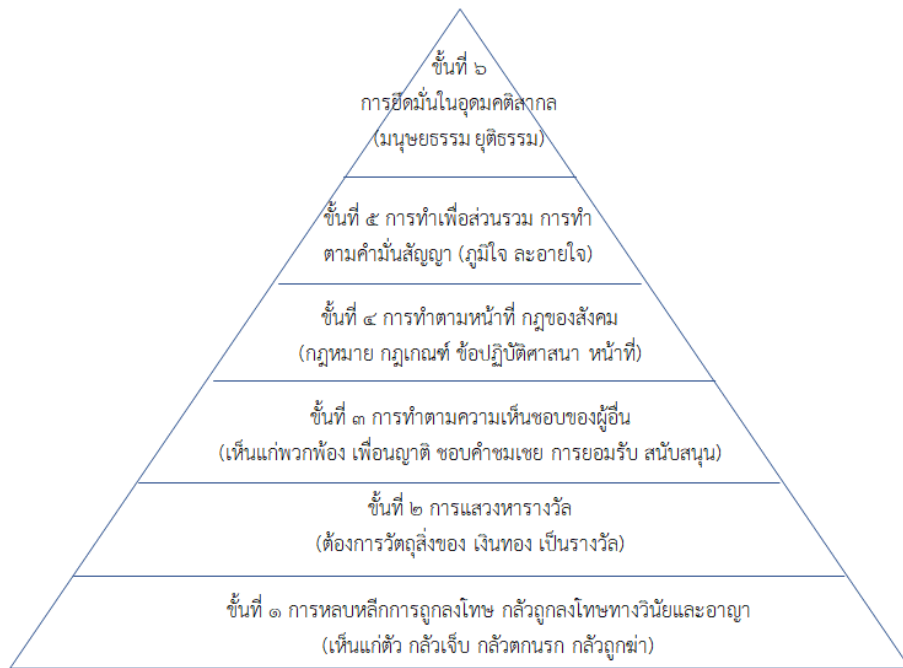 ขั้นที่ ๖
การยึดมั่นในอุดมคติสากล
(มนุษยธรรม ยุติธรรม)
ขั้นที่ ๕ การทำเพื่อส่วนรวม การทำ
ตามคำมั่นสัญญา (ภูมิใจ ละอายใจ)
ขั้นที่ ๔ การทำตามหน้าที่ กฎของสังคม
(กฎหมาย กฎเกณฑ์ ข้อปฏิบัติศาสนา หน้าที่)
ขั้นที่ ๓ การทำตามความเห็นชอบของผู้อื่น
(เห็นแก่พวกพ้อง เพื่อนญาติ ชอบคำชมเชย การยอมรับ สนับสนุน)
ขั้นที่ ๒ การแสวงหารางวัล
(ต้องการวัตถุสิ่งของ เงินทอง เป็นรางวัล)
ขั้นที่ ๑ การหลบหลีกการถูกลงโทษ กลัวถูกลงโทษทางวินัยและอาญา
(เห็นแก่ตัว กลัวเจ็บ กลัวตกนรก กลัวถูกฆ่า)